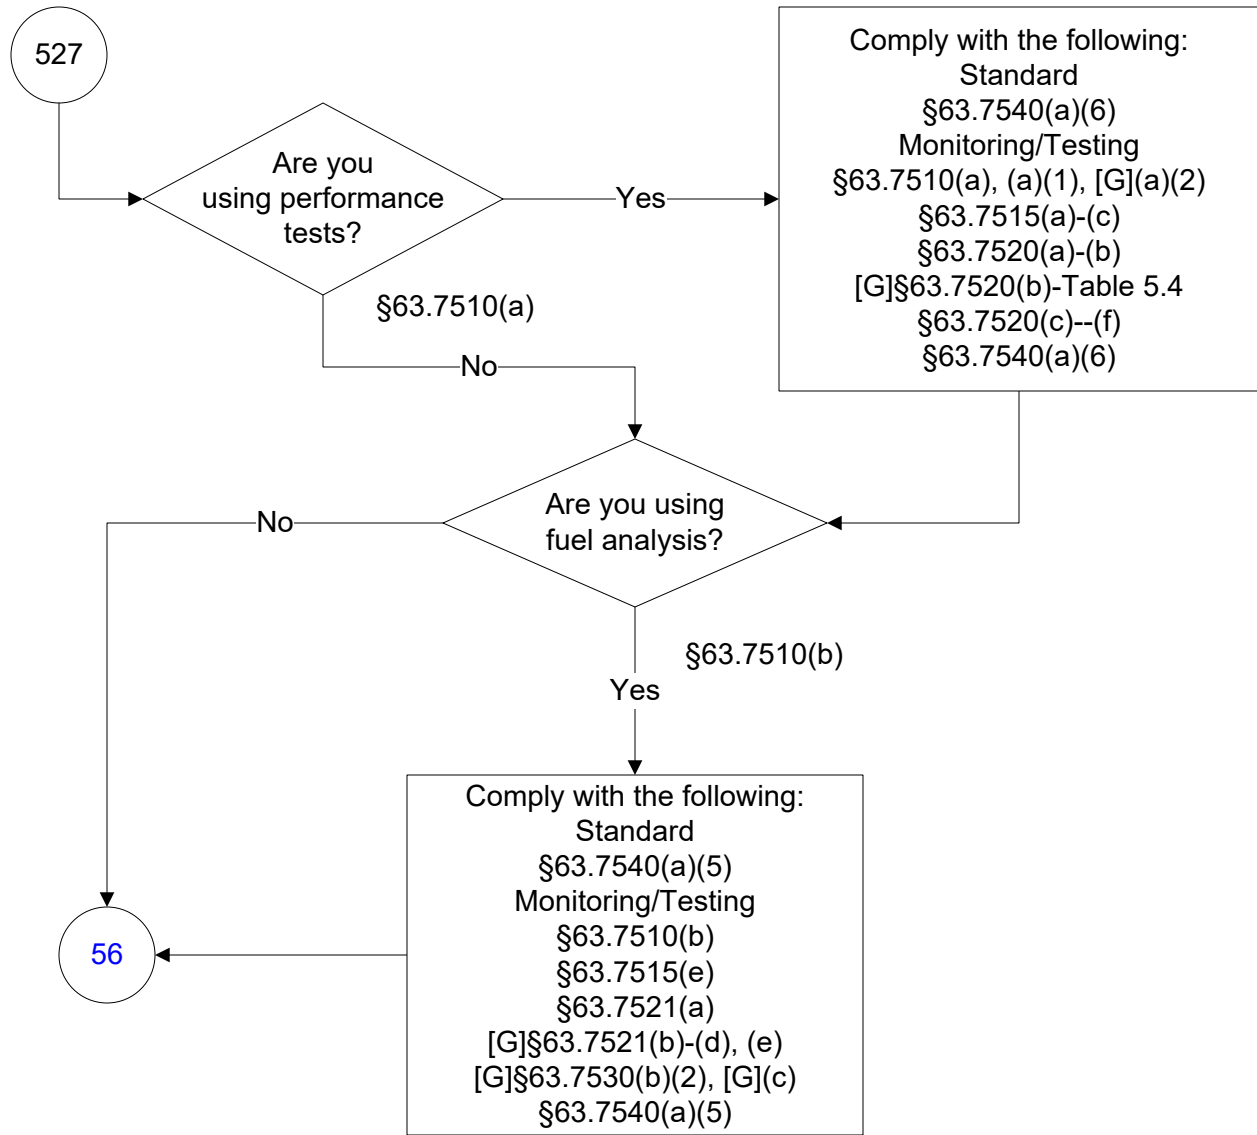 527
Are you
using performance
tests?
Yes
§63.7510(a)
No
Comply with the following:
Standard
§63.7540(a)(6)
Monitoring/Testing
§63.7510(a), (a)(1), [G](a)(2)
§63.7515(a)-(c)
§63.7520(a)-(b)
[G]§63.7520(b)-Table 5.4
§63.7520(c)--(f)
§63.7540(a)(6)
Are you using
fuel analysis?
No
§63.7510(b)
Yes
Comply with the following:
Standard
§63.7540(a)(5)
Monitoring/Testing
§63.7510(b)
§63.7515(e)
§63.7521(a)
[G]§63.7521(b)-(d), (e)
[G]§63.7530(b)(2), [G](c)
§63.7540(a)(5)
56